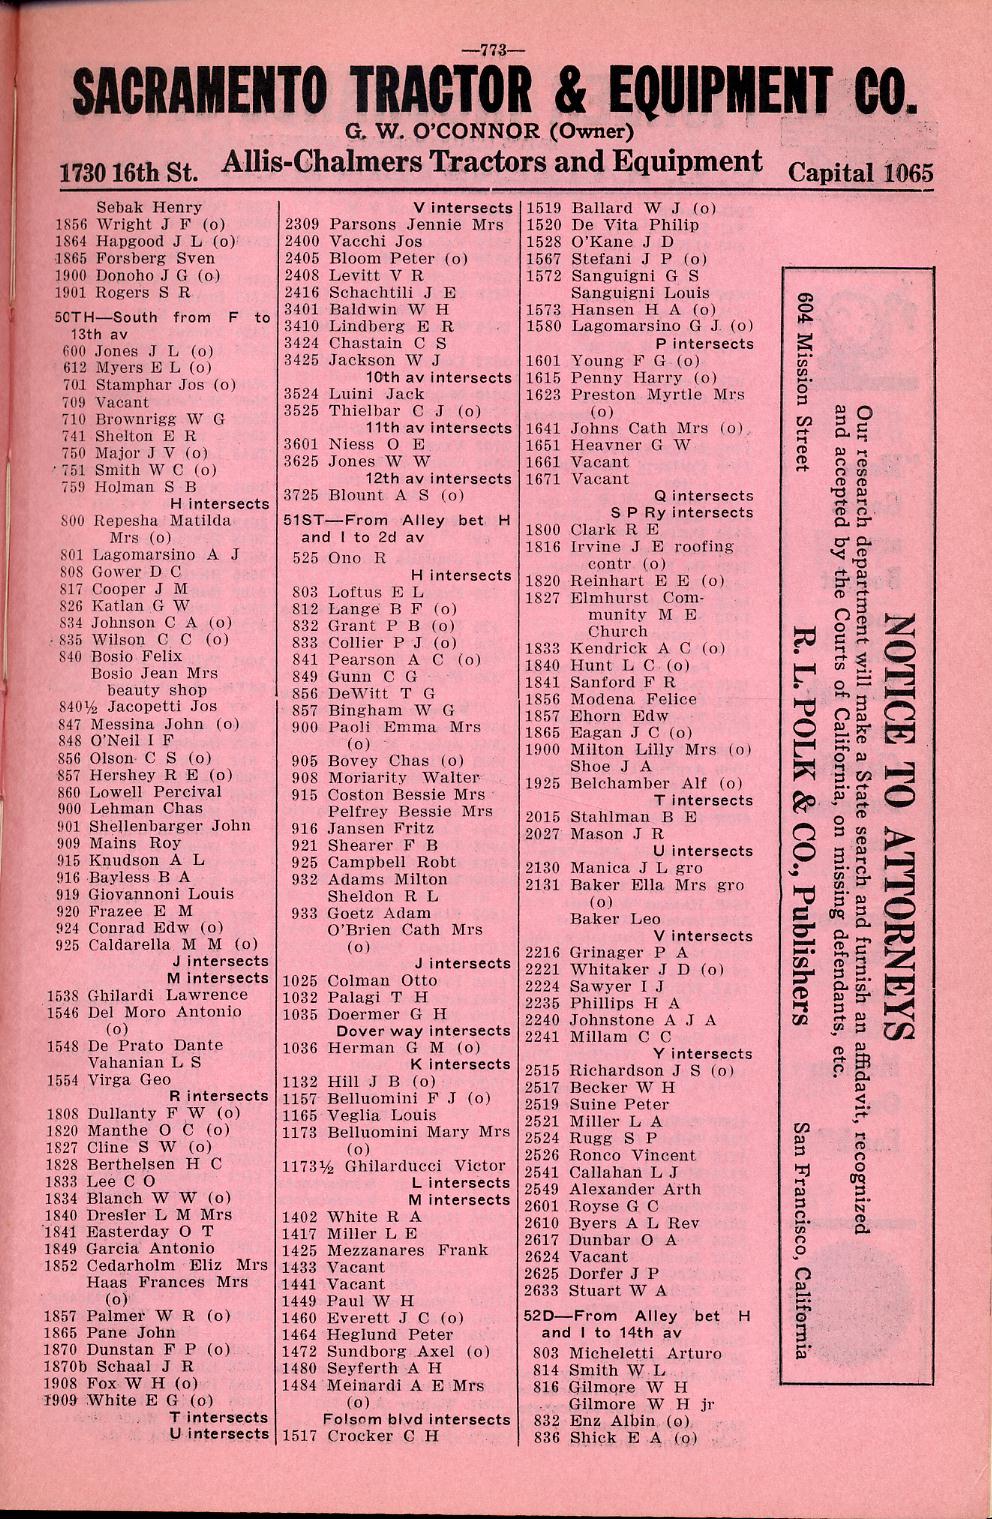 —773—
SACRAMENTO TRACTOR & EQUIPMENT CO.
G. W. O'CONNOR (Owner)
1730 16th St. Allis-Chalmers Tractors and Equipment Capital 1065
Sebak Henry
1856 Wright J F (o)
1864 Hapgood J L (o)
1865 Forsberg Sven
1900 Donoho J G (o)
1901 Rogers S R
50TH—South from F to
13th av
600 Jones J L (o)
612 Myers E L (o)
701 Stamphar Jos (o)
709 Vacant
710 Brownrigg W G
741 Shelton E R
750 Major J V (o)
751 Smith W C (o)
759 Holman S B
H intersects
800 Repesha Matilda
Mrs (o)
801 Lagomarsino A J
808 Gower D C
817 Cooper J M
826 Katlan G W
834 Johnson C A (o)
835 Wilson C C (o)
840 Bosio Felix
Bosio Jean Mrs
beauty shop
840½ Jacopetti Jos
847 Messina John (o)
848 O'Neil I F
856 Olson C S (o)
857 Hershey R E (o)
860 Lowell Percival
900 Lehman Chas
901 Shellenbarger John
909 Mains Roy
915 Knudson A L
916 Bayless B A
919 Giovannoni Louis
920 Frazee E M
924 Conrad Edw (o)
925 Caldarella M M (o)
J intersects
M intersects
1538 Ghilardi Lawrence
1546 Del Moro Antonio
(o)
1548 De Prato Dante
Vahanian L S
1554 Virga Geo
R intersects
1808 Dullanty F W (o)
1820 Manthe O C (o)
1827 Cline S W (o)
1828 Berthelsen H C
1833 Lee C O
1834 Blanch W W (o)
1840 Dresler L M Mrs
1841 Easterday O T
1849 Garcia Antonio
1852 Cedarholm Eliz Mrs
Haas Frances Mrs
(o)
1857 Palmer W R (o)
1865 Pane John
1870 Dunstan F P (o)
1870b Schaal J R
1908 Fox W H (o)
1909 White E G (o)
T intersects
U intersects
V intersects
2309 Parsons Jennie Mrs
2400 Vacchi Jos
2405 Bloom Peter (o)
2408 Levitt V R
2416 Schachtili J E
3401 Baldwin W H
3410 Lindberg E R
3424 Chastain C S
3425 Jackson W J
10th av intersects
3524 Luini Jack
3525 Thielbar C J (o)
11th av intersects
3601 Niess O E
3625 Jones W W
12th av intersects
3725 Blount A S (o)
51ST—From Alley bet H
and I to 2d av
525 Ono R
H intersects
803 Loftus E L
812 Lange B F (o)
832 Grant P B (o)
833 Collier P J (o)
841 Pearson A C (o)
849 Gunn C G
856 DeWitt T G
857 Bingham W G
900 Paoli Emma Mrs
(o)
905 Bovey Chas (o)
908 Moriarity Walter
915 Coston Bessie Mrs
Pelfrey Bessie Mrs
916 Jansen Fritz
921 Shearer F B
925 Campbell Robt
932 Adams Milton
Sheldon R L
933 Goetz Adam
O'Brien Cath Mrs
(o)
J intersects
1025 Colman Otto
1032 Palagi T H
1035 Doermer G H
Dover way intersects
1036 Herman G M (o)
K intersects
1132 Hill J B (o)
1157 Belluomini F J (o)
1165 Veglia Louis
1173 Belluomini Mary Mrs
(o)
1173½ Ghilarducci Victor
L intersects
M intersects
1402 White R A
1417 Miller L E
1425 Mezzanares Frank
1433 Vacant
1441 Vacant
1449 Paul W H
1460 Everett J C (o)
1464 Heglund Peter
1472 Sundborg Axel (o)
1480 Seyferth A H
1484 Meinardi A E Mrs
(o)
Folsom blvd intersects
1517 Crocker C H
1519 Ballard W J (o)
1520 De Vita Philip
1528 O'Kane J D
1567 Stefani J P (o)
1572 Sanguigni G S
Sanguigni Louis
1573 Hansen H A (o)
1580 Lagomarsino G J (o)
P intersects
1601 Young F G (o)
1615 Penny Harry (o)
1623 Preston Myrtle Mrs
(o)
1641 Johns Cath Mrs (o)
1651 Heavner G W
1661 Vacant
1671 Vacant
Q intersects
S P Ry intersects
1800 Clark R E
1816 Irvine J E roofing
contr (o)
1820 Reinhart E E (o)
1827 Elmhurst Com-
munity M E
Church
1833 Kendrick A C (o)
1840 Hunt L C (o)
1841 Sanford F R
1856 Modena Felice
1857 Ehorn Edw
1865 Eagan J C (o)
1900 Milton Lilly Mrs (o)
Shoe J A
1925 Belchamber Alf (o)
T intersects
2015 Stahlman B E
2027 Mason J R
U intersects
2130 Manica J L gro
2131 Baker Ella Mrs gro
(o)
Baker Leo
V intersects
2216 Grinager P A
2221 Whitaker J D (o)
2224 Sawyer I J
2235 Phillips H A
2240 Johnstone A J A
2241 Millam C C
Y intersects
2515 Richardson J S (o)
2517 Becker W H
2519 Suine Peter
2521 Miller L A
2524 Rugg S P
2526 Ronco Vincent
2541 Callahan L J
2549 Alexander Arth
2601 Royse G C
2610 Byers A L Rev
2617 Dunbar O A
2624 Vacant
2625 Dorfer J P
2633 Stuart W A
52D—From Alley bet H
and I to 14th av
803 Micheletti Arturo
814 Smith W L
816 Gilmore W H
Gilmore W H jr
832 Enz Albin (o)
836 Shick E A (o)
NOTICE TO ATTORNEYS
Our research department will make a State search and furnish an affidavit, recognized
and accepted by the Courts of California, on missing defendants, etc.
R. L. POLK & CO., Publishers
604 Mission Street San Francisco, California